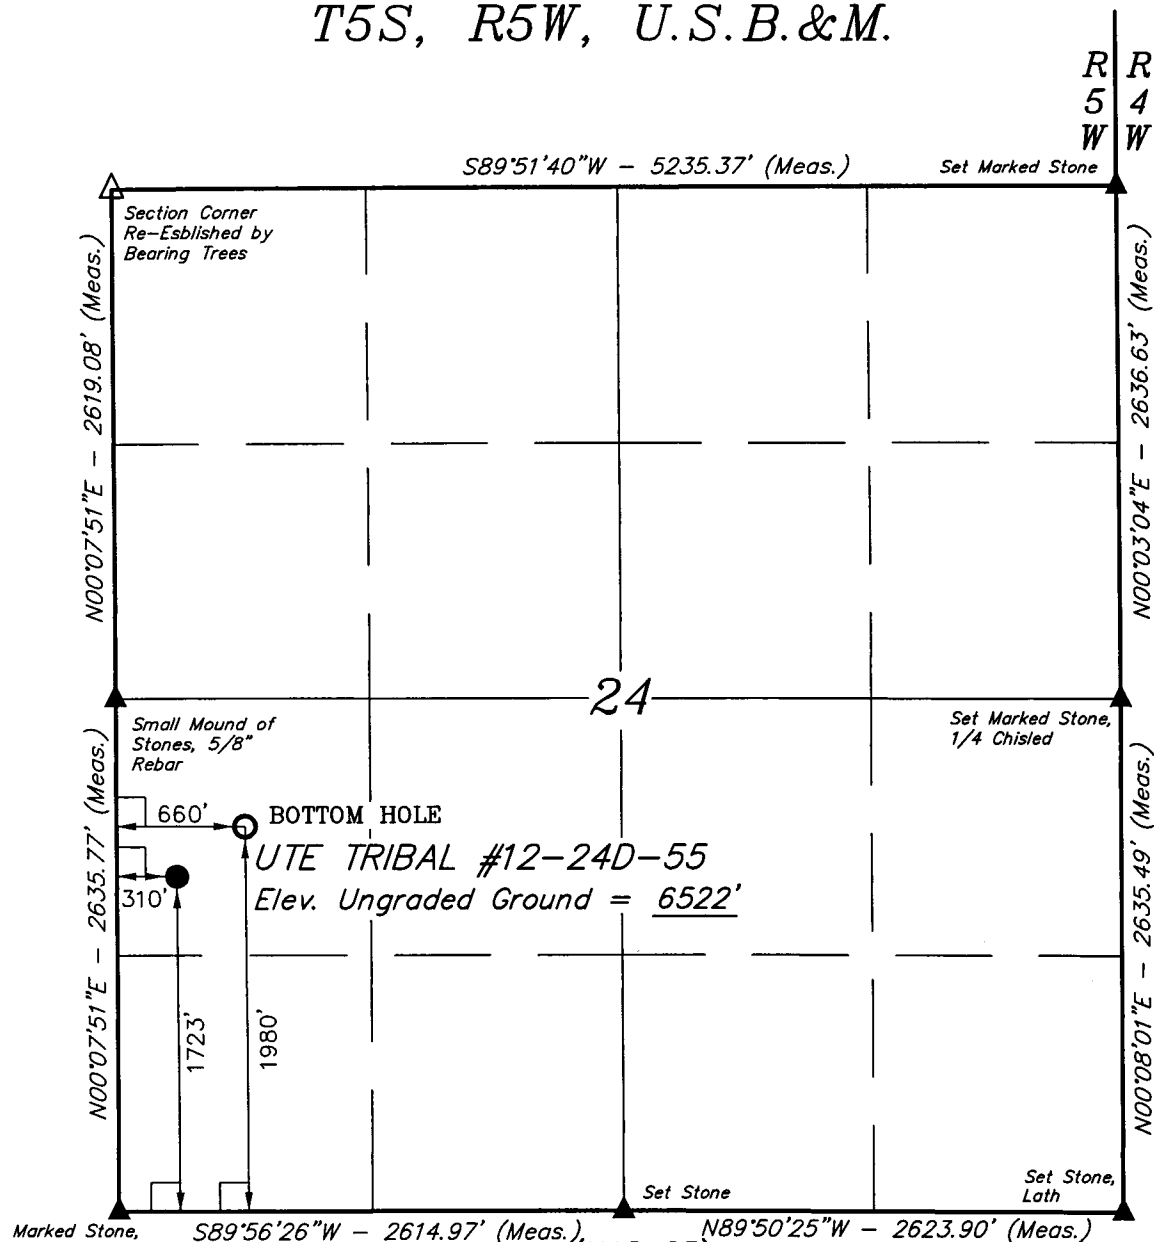 T5S, R5W, U.S.B.&M.
R R
5 4
W W
S89°51'40"W - 5235.37' (Meas.)
Set Marked Stone
Section Corner
Re-Esblished by
Bearing Trees
N00°07'51"E - 2619.08' (Meas.)
N00°03'04"E - 2636.63' (Meas.)
24
Small Mound of
Stones, 5/8"
Rebar
Set Marked Stone,
1/4 Chisled
660'
BOTTOM HOLE
UTE TRIBAL #12-24D-55
310'
Elev. Ungraded Ground = 6522'
N00°07'51"E - 2635.77' (Meas.)
N00°08'01"E - 2635.49' (Meas.)
1723'
1980'
Set Stone
Set Stone,
Lath
Marked Stone,
S89°56'26"W - 2614.97' (Meas.)
N89°50'25"W - 2623.90' (Meas.)